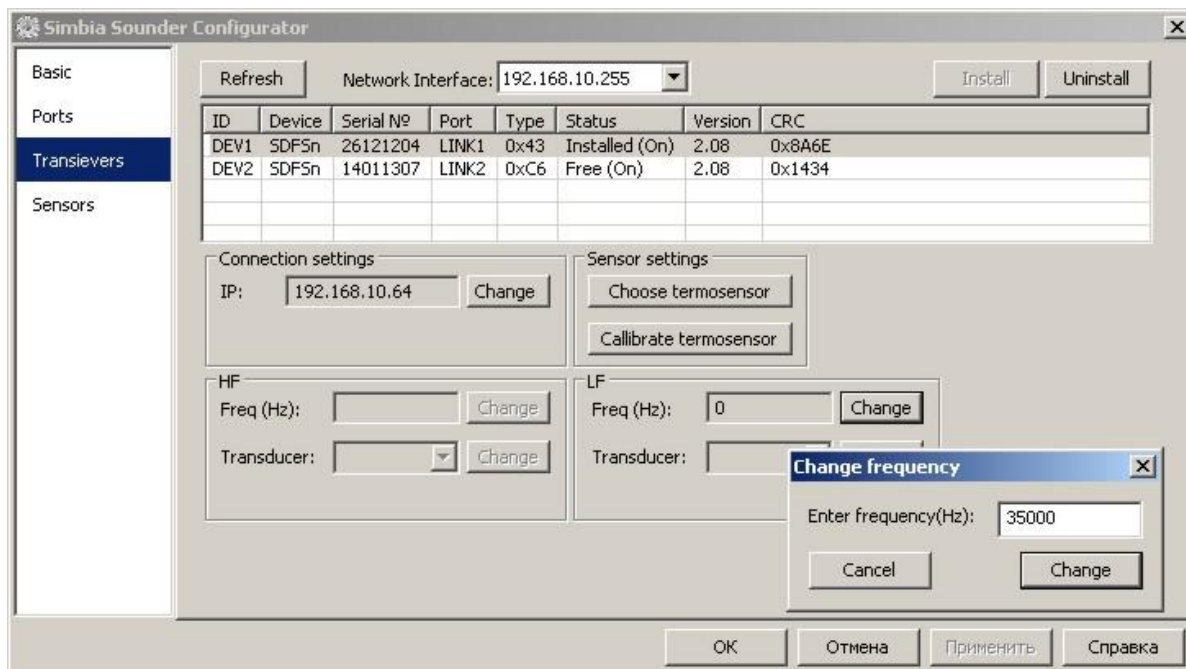 Simbia Sounder Configurator
Basic
Ports
Transievers
Sensors
Refresh Network Interface: 192.168.10.255 Install Uninstall
ID Device Serial Nº Port Type Status Version CRC
DEV1 SDFSn 26121204 LINK1 0x43 Installed (On) 2.08 0x8A6E
DEV2 SDFSn 14011307 LINK2 0xC6 Free (On) 2.08 0x1434
Connection settings
IP: 192.168.10.64 Change
Sensor settings
Choose termosensor
Callibrate termosensor
HF
Freq (Hz): Change
Transducer: Change
LF
Freq (Hz): 0 Change
Transducer:
Change frequency
Enter frequency(Hz): 35000
Cancel Change
OK Отмена Применить Справка